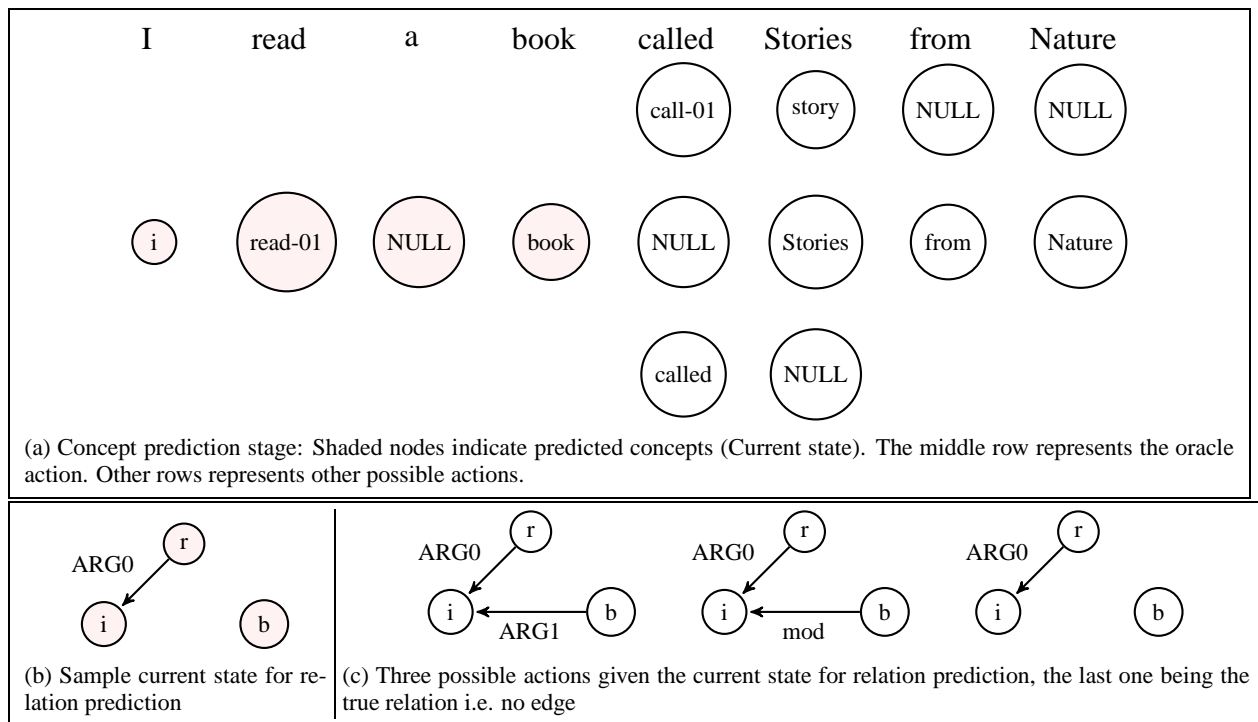 I read a book called Stories from Nature
call-01 story NULL NULL
i read-01 NULL book NULL Stories from Nature
called NULL
(a) Concept prediction stage: Shaded nodes indicate predicted concepts (Current state). The middle row represents the oracle
action. Other rows represents other possible actions.
r
ARG0
i b
(b) Sample current state for re-
lation prediction
r
ARG0
i b
ARG1
r
ARG0
i b
mod
r
ARG0
i b
(c) Three possible actions given the current state for relation prediction, the last one being the
true relation i.e. no edge